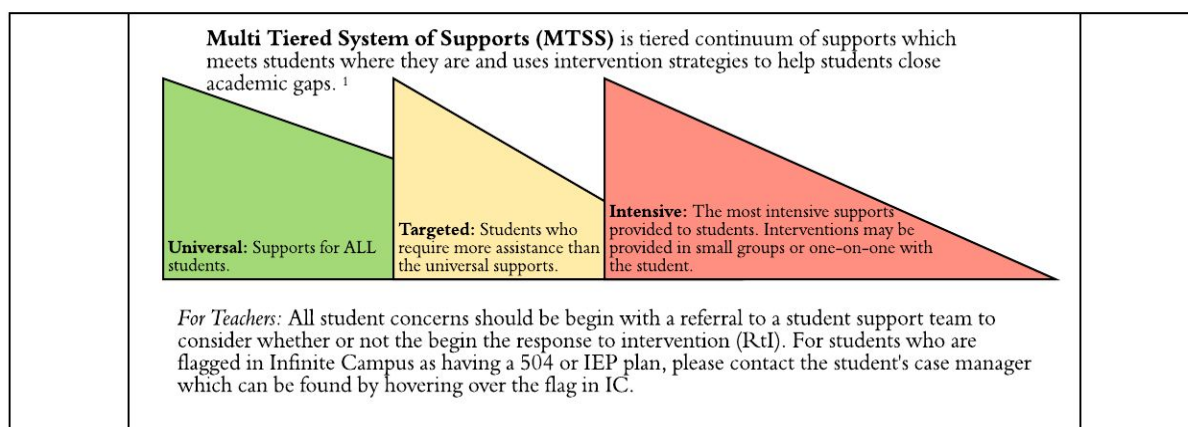 Multi Tiered System of Supports (MTSS) is tiered continuum of supports which
meets students where they are and uses intervention strategies to help students close
academic gaps. 1
Universal: Supports for ALL
students.
Targeted: Students who
require more assistance than
the universal supports.
Intensive: The most intensive supports
provided to students. Interventions may be
provided in small groups or one-on-one with
the student.
For Teachers: All student concerns should be begin with a referral to a student support team to
consider whether or not the begin the response to intervention (RtI). For students who are
flagged in Infinite Campus as having a 504 or IEP plan, please contact the student's case manager
which can be found by hovering over the flag in IC.